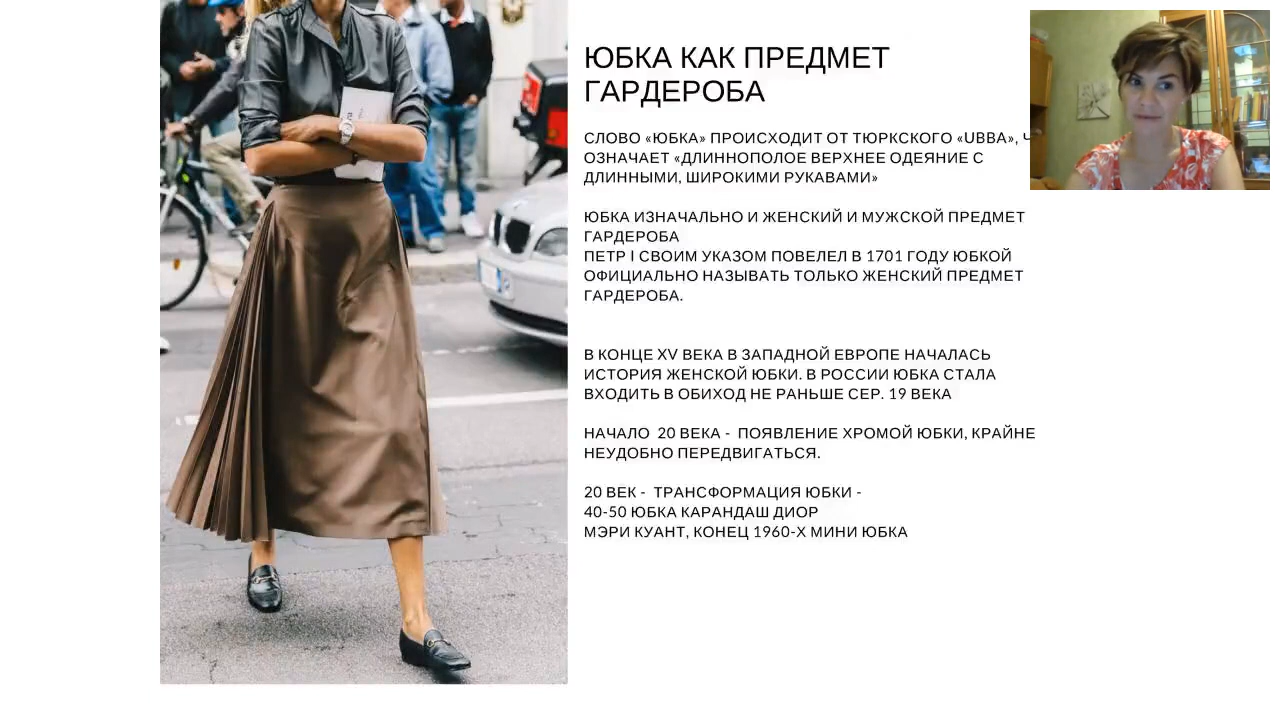 ЮБКА КАК ПРЕДМЕТ
ГАРДЕРОБА
СЛОВО «ЮБКА» ПРОИСХОДИТ ОТ ТЮРКСКОГО «UBBA»,
ОЗНАЧАЕТ «ДЛИННОПОЛОЕ ВЕРХНЕЕ ОДЕЯНИЕ С
ДЛИННЫМИ, ШИРОКИМИ РУКАВАМИ»
ЮБКА ИЗНАЧАЛЬНО И ЖЕНСКИЙ И МУЖСКОЙ ПРЕДМЕТ
ГАРДЕРОБА
ПЕТР I СВОИМ УКАЗОМ ПОВЕЛЕЛ В 1701 ГОДУ ЮБКОЙ
ОФИЦИАЛЬНО НАЗЫВАТЬ ТОЛЬКО ЖЕНСКИЙ ПРЕДМЕТ
ГАРДЕРОБА.
В КОНЦЕ XV ВЕКА В ЗАПАДНОЙ ЕВРОПЕ НАЧАЛАСЬ
ИСТОРИЯ ЖЕНСКОЙ ЮБКИ. В РОССИИ ЮБКА СТАЛА
ВХОДИТЬ В ОБИХОД НЕ РАНЬШЕ СЕР. 19 ВЕКА
НАЧАЛО 20 ВЕКА - ПОЯВЛЕНИЕ ХРОМОЙ ЮБКИ, КРАЙНЕ
НЕУДОБНО ПЕРЕДВИГАТЬСЯ.
20 ВЕК - ТРАНСФОРМАЦИЯ ЮБКИ -
40-50 ЮБКА КАРАНДАШ ДИОР
МЭРИ КУАНТ, КОНЕЦ 1960-Х МИНИ ЮБКА